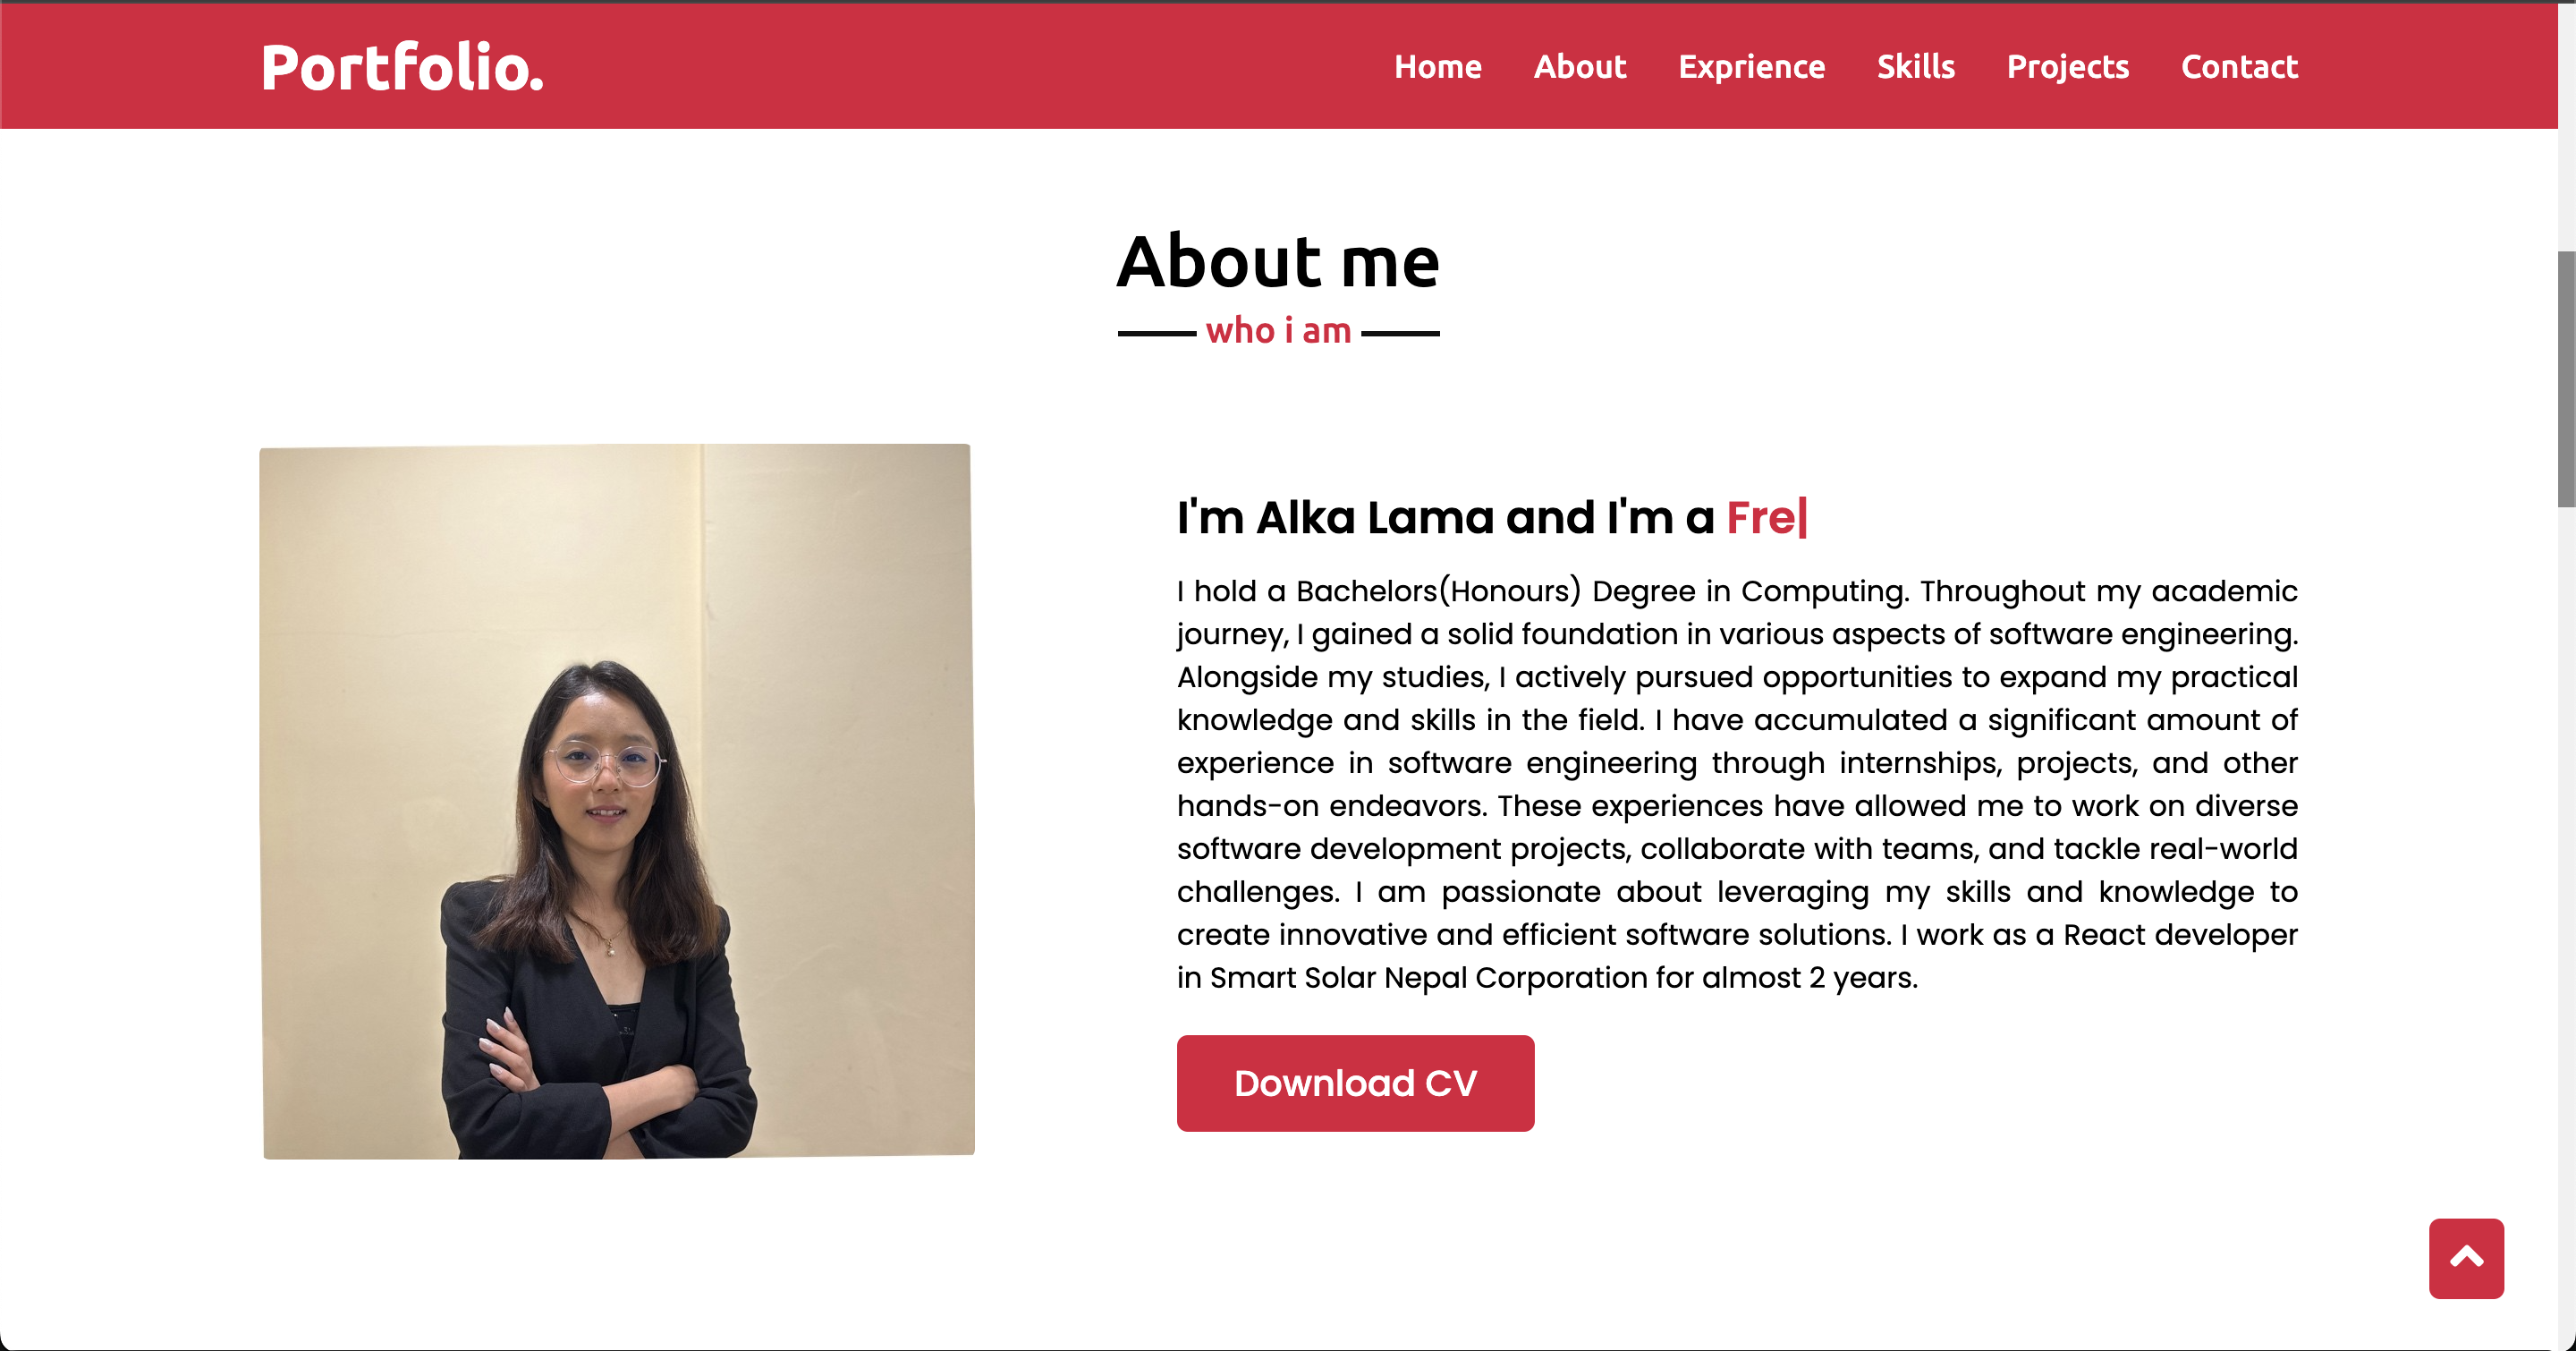 Portfolio.
Home About Exprience Skills Projects Contact
About me
who i am
I'm Alka Lama and I'm a Fre|
I hold a Bachelors(Honours) Degree in Computing. Throughout my academic
journey, I gained a solid foundation in various aspects of software engineering.
Alongside my studies, I actively pursued opportunities to expand my practical
knowledge and skills in the field. I have accumulated a significant amount of
experience in software engineering through internships, projects, and other
hands-on endeavors. These experiences have allowed me to work on diverse
software development projects, collaborate with teams, and tackle real-world
challenges. I am passionate about leveraging my skills and knowledge to
create innovative and efficient software solutions. I work as a React developer
in Smart Solar Nepal Corporation for almost 2 years.
Download CV